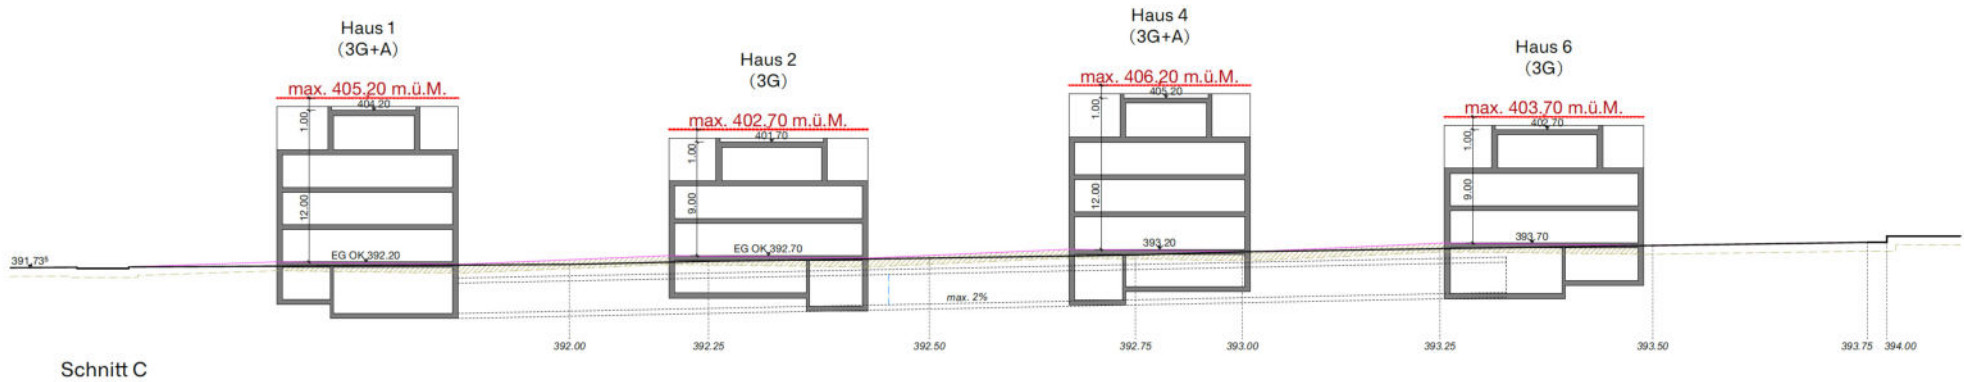 Haus 1
(3G+A)
max. 405.20 m.ü.M.
404.20
1.00
12.00
EG OK 392.20
Haus 2
(3G)
max. 402.70 m.ü.M.
401.70
1.00
9.00
EG OK 392.70
Haus 4
(3G+A)
max. 406.20 m.ü.M.
405.20
1.00
12.00
393.20
Haus 6
(3G)
max. 403.70 m.ü.M.
402.70
1.00
9.00
393.70
391.73⁵
max. 2%
392.00
392.25
392.50
392.75
393.00
393.25
393.50
393.75
394.00
Schnitt C